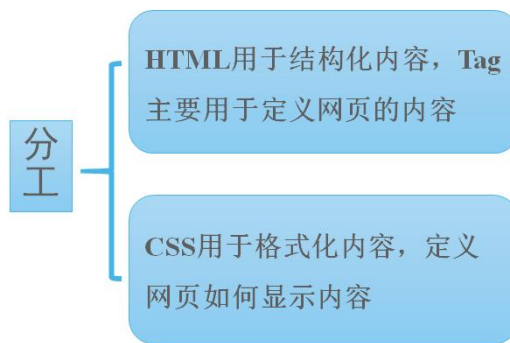 分
工
HTML用于结构化内容，Tag
主要用于定义网页的内容
CSS用于格式化内容，定义
网页如何显示内容